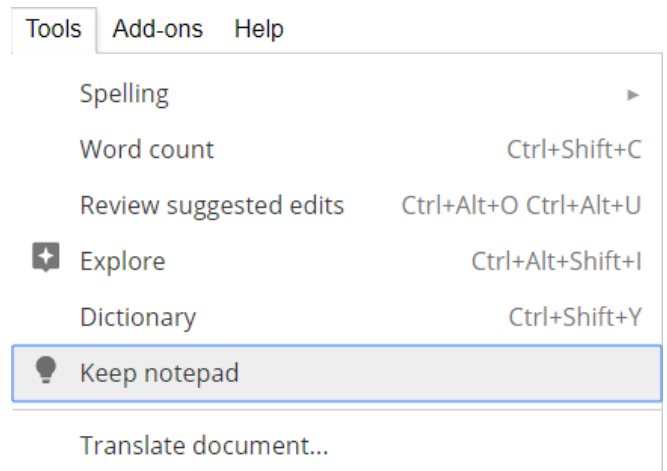 Tools Add-ons Help
Spelling
Word count Ctrl+Shift+C
Review suggested edits Ctrl+Alt+O Ctrl+Alt+U
Explore Ctrl+Alt+Shift+I
Dictionary Ctrl+Shift+Y
Keep notepad
Translate document...